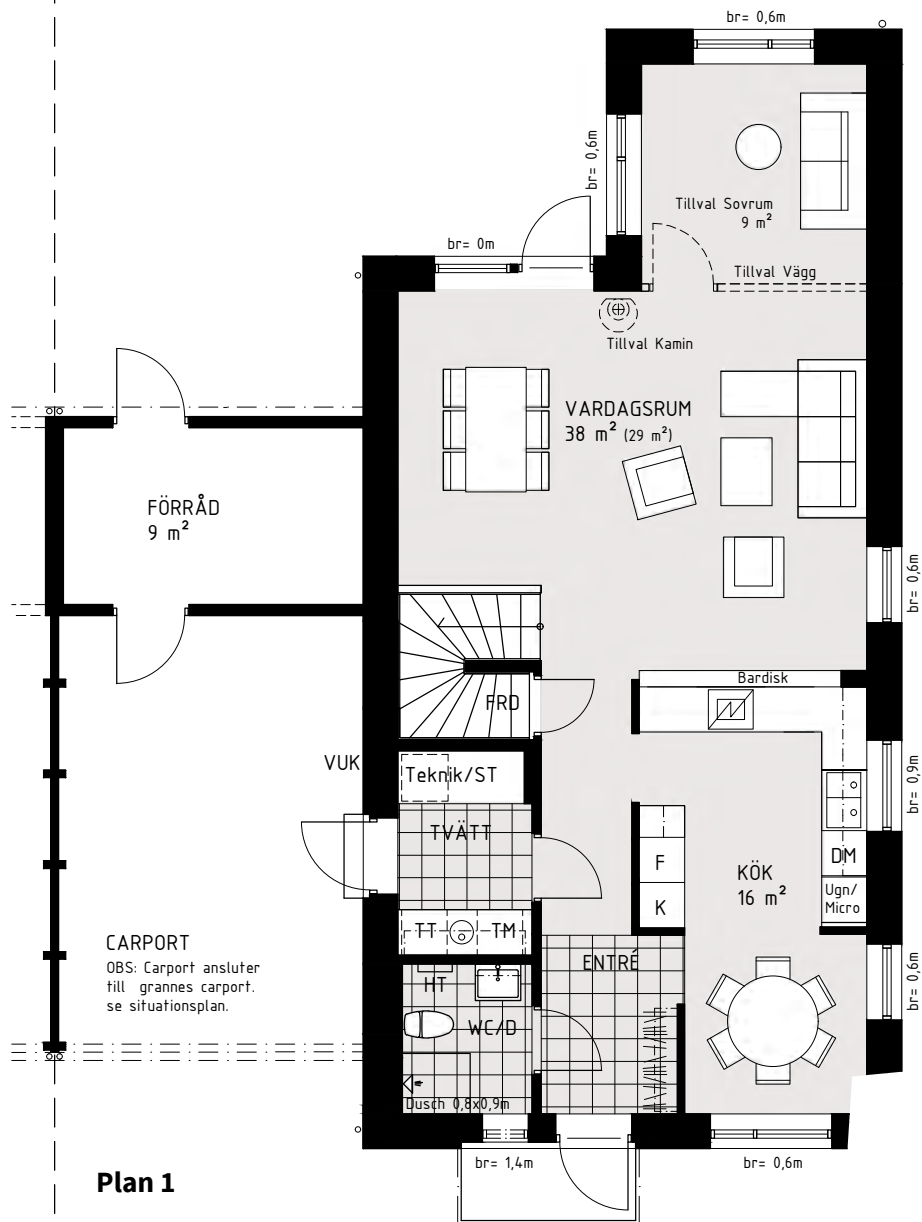 br= 0,6m
br= 0,6m
Tillval Sovrum
9 m²
br= 0m
Tillval Vägg
Tillval Kamin
VARDAGSRUM
38 m² (29 m²)
FÖRRÅD
9 m²
br= 0,6m
Bardisk
FRD
VUK
Teknik/ST
br= 0,9m
TVÄTT
F
K
KÖK
16 m²
DM
Ugn/
Micro
TT
TM
CARPORT
OBS: Carport ansluter
till grannes carport.
se situationsplan.
ENTRÉ
br= 0,6m
HT
WC/D
Dusch 0,8x0,9m
br= 1,4m
br= 0,6m
Plan 1